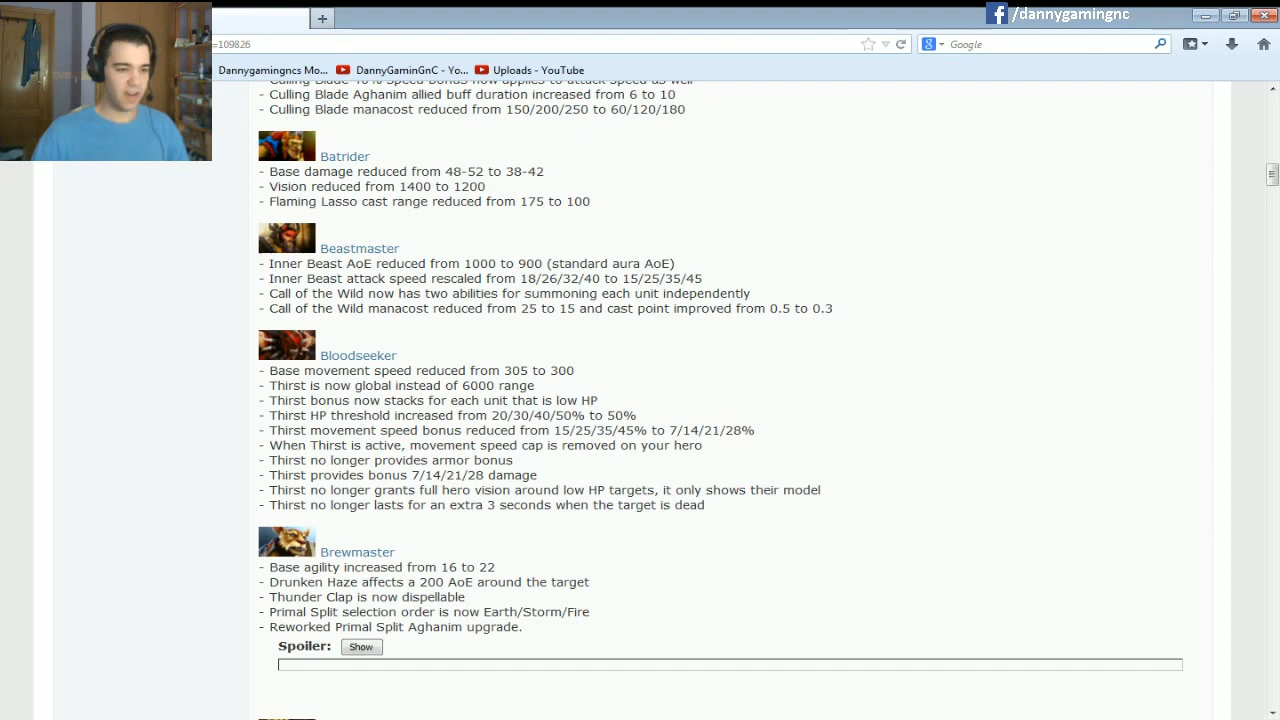 /dannygamingnc
=109826
Google
Dannygamingncs Mo...
DannyGaminGnC - Yo...
Uploads - YouTube
- Culling Blade 40% Speed Bonus now applies to attack speed as well
- Culling Blade Aghanim allied buff duration increased from 6 to 10
- Culling Blade manacost reduced from 150/200/250 to 60/120/180
Batrider
- Base damage reduced from 48-52 to 38-42
- Vision reduced from 1400 to 1200
- Flaming Lasso cast range reduced from 175 to 100
Beastmaster
- Inner Beast AoE reduced from 1000 to 900 (standard aura AoE)
- Inner Beast attack speed rescaled from 18/26/32/40 to 15/25/35/45
- Call of the Wild now has two abilities for summoning each unit independently
- Call of the Wild manacost reduced from 25 to 15 and cast point improved from 0.5 to 0.3
Bloodseeker
- Base movement speed reduced from 305 to 300
- Thirst is now global instead of 6000 range
- Thirst bonus now stacks for each unit that is low HP
- Thirst HP threshold increased from 20/30/40/50% to 50%
- Thirst movement speed bonus reduced from 15/25/35/45% to 7/14/21/28%
- When Thirst is active, movement speed cap is removed on your hero
- Thirst no longer provides armor bonus
- Thirst provides bonus 7/14/21/28 damage
- Thirst no longer grants full hero vision around low HP targets, it only shows their model
- Thirst no longer lasts for an extra 3 seconds when the target is dead
Brewmaster
- Base agility increased from 16 to 22
- Drunken Haze affects a 200 AoE around the target
- Thunder Clap is now dispellable
- Primal Split selection order is now Earth/Storm/Fire
- Reworked Primal Split Aghanim upgrade.
Spoiler: Show